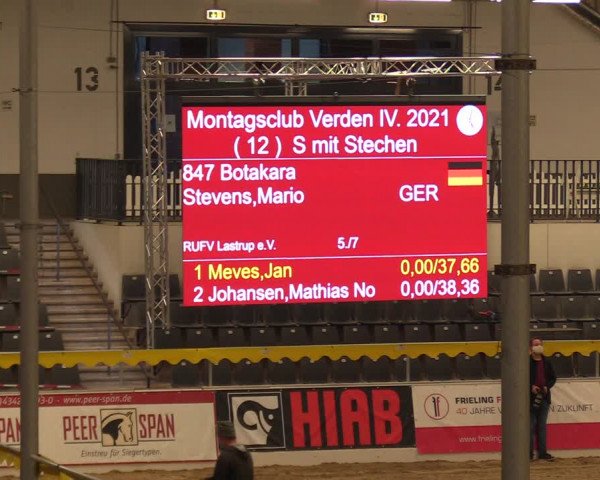 13
Montagsclub Verden IV. 2021
( 12 ) S mit Stechen
847 Botakara
Stevens,Mario GER
RUFV Lastrup e.V. 5./7
1 Meves,Jan 0,00/37,66
2 Johansen,Mathias No 0,00/38,36
www.peer-span.de
PEER SPAN
Einstreu für Siegertypen.
HIAB
FRIELING
40 JAHRE ZUKUNFT
www.frieling